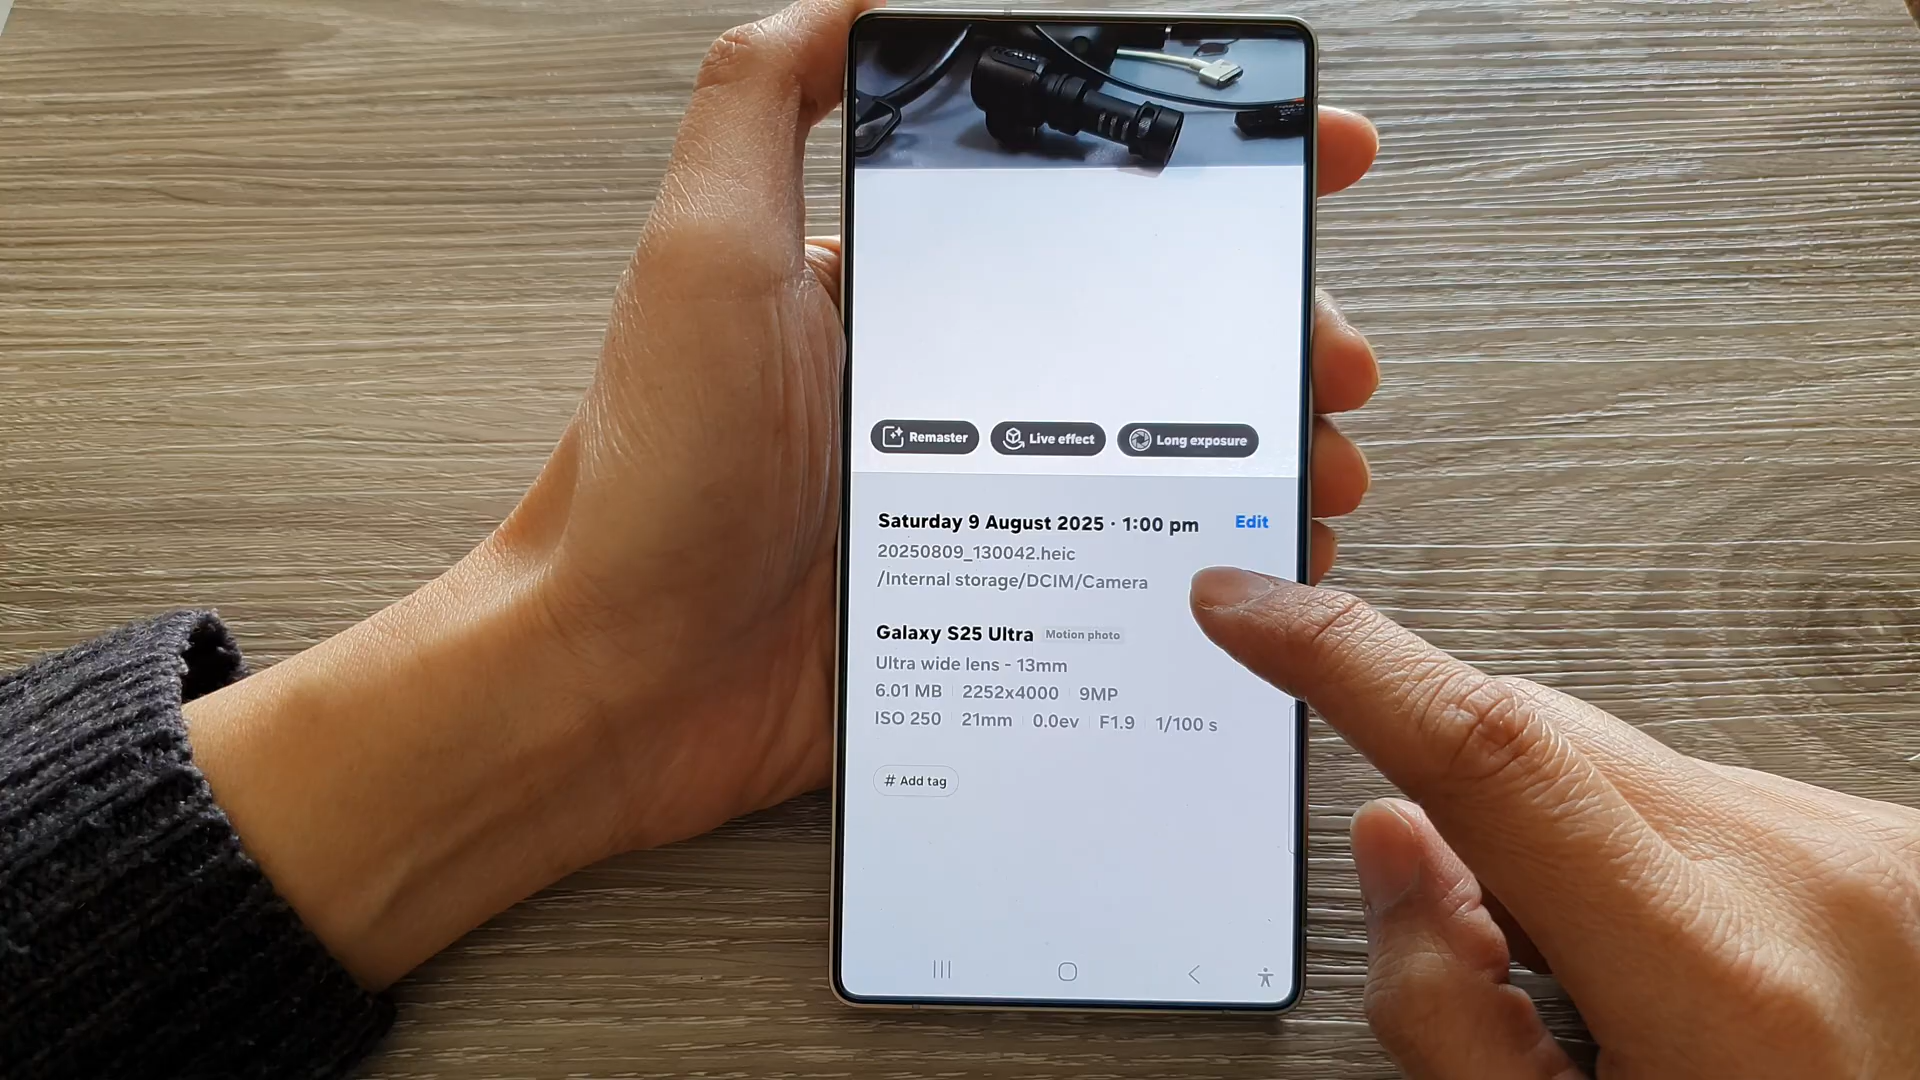 Remaster Live effect Long exposure
Saturday 9 August 2025 · 1:00 pm Edit
20250809_130042.heic
/Internal storage/DCIM/Camera
Galaxy S25 Ultra Motion photo
Ultra wide lens - 13mm
6.01 MB 2252x4000 9MP
ISO 250 21mm 0.0ev F1.9 1/100 s
# Add tag